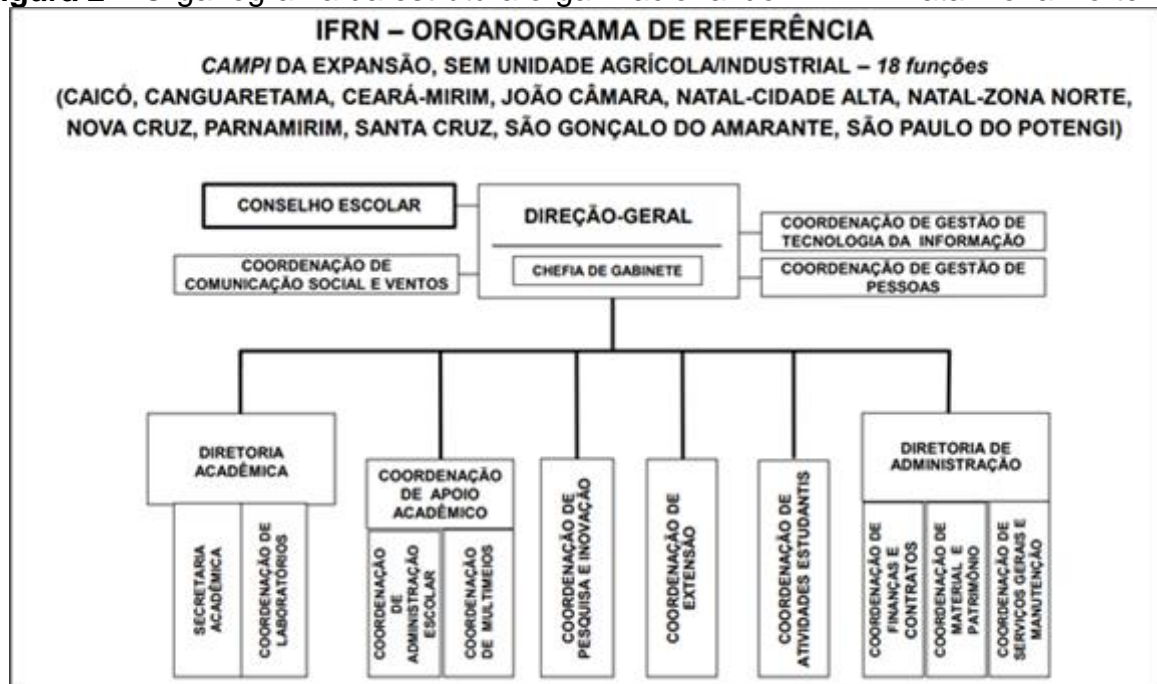 IFRN – ORGANOGRAMA DE REFERÊNCIA
CAMPI DA EXPANSÃO, SEM UNIDADE AGRÍCOLA/INDUSTRIAL – 18 funções
(CAICÓ, CANGUARETAMA, CEARÁ-MIRIM, JOÃO CÂMARA, NATAL-CIDADE ALTA, NATAL-ZONA NORTE,
NOVA CRUZ, PARNAMIRIM, SANTA CRUZ, SÃO GONÇALO DO AMARANTE, SÃO PAULO DO POTENGI)
CONSELHO ESCOLAR
DIREÇÃO-GERAL
CHEFIA DE GABINETE
COORDENAÇÃO DE GESTÃO DE
TECNOLOGIA DA INFORMAÇÃO
COORDENAÇÃO DE
COMUNICAÇÃO SOCIAL E VENTOS
COORDENAÇÃO DE GESTÃO DE
PESSOAS
DIRETORIA
ACADÊMICA
SECRETARIA
ACADÊMICA
COORDENAÇÃO DE
LABORATÓRIOS
COORDENAÇÃO
DE APOIO
ACADÊMICO
COORDENAÇÃO
DE
ADMINISTRAÇÃO
ESCOLAR
COORDENAÇÃO
DE MULTIMEIOS
COORDENAÇÃO DE
PESQUISA E INOVAÇÃO
COORDENAÇÃO DE
EXTENSÃO
COORDENAÇÃO DE
ATIVIDADES ESTUDANTIS
DIRETORIA DE
ADMINISTRAÇÃO
COORDENAÇÃO DE
FINANÇAS E
CONTRATOS
COORDENAÇÃO DE
MATERIAL E
PATRIMÔNIO
COORDENAÇÃO DE
SERVIÇOS GERAIS E
MANUTENÇÃO